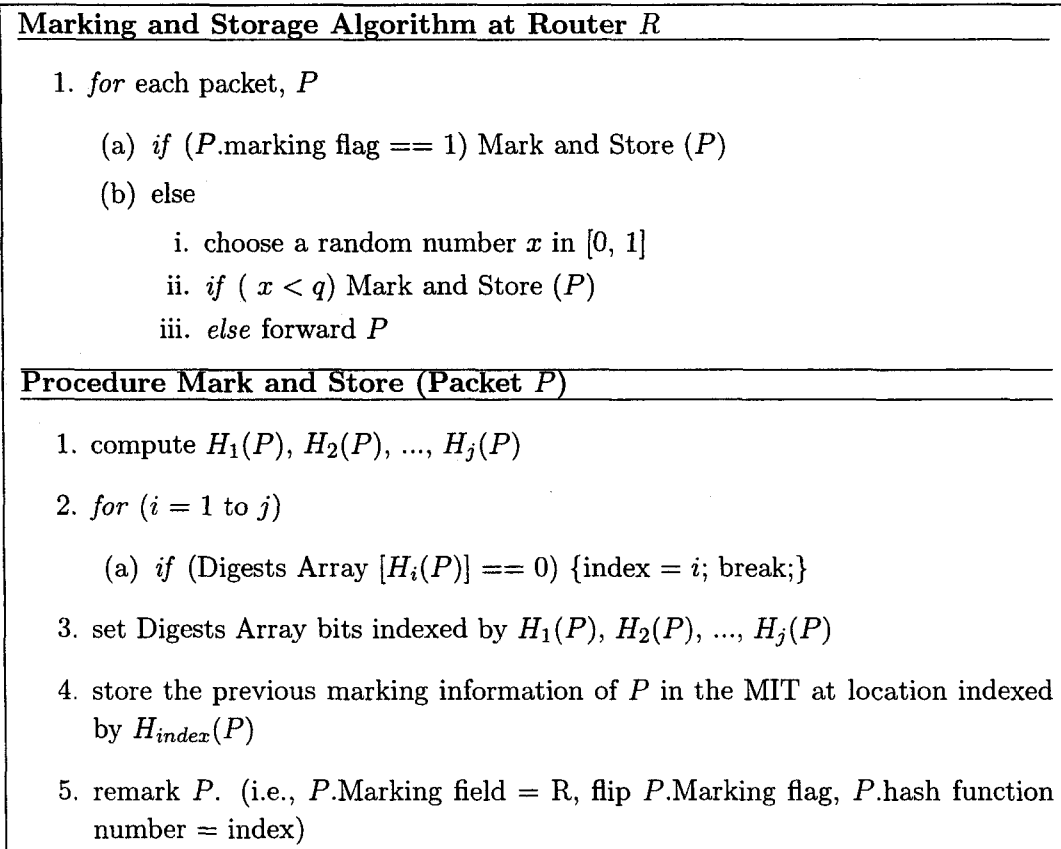 Marking and Storage Algorithm at Router R
1. for each packet, P
(a) if (P.marking flag == 1) Mark and Store (P)
(b) else
i. choose a random number x in [0, 1]
ii. if ( x < q) Mark and Store (P)
iii. else forward P
Procedure Mark and Store (Packet P)
1. compute H₁(P), H₂(P), ..., Hⱼ(P)
2. for (i = 1 to j)
(a) if (Digests Array [Hᵢ(P)] == 0) {index = i; break;}
3. set Digests Array bits indexed by H₁(P), H₂(P), ..., Hⱼ(P)
4. store the previous marking information of P in the MIT at location indexed
by H_index(P)
5. remark P. (i.e., P.Marking field = R, flip P.Marking flag, P.hash function
number = index)